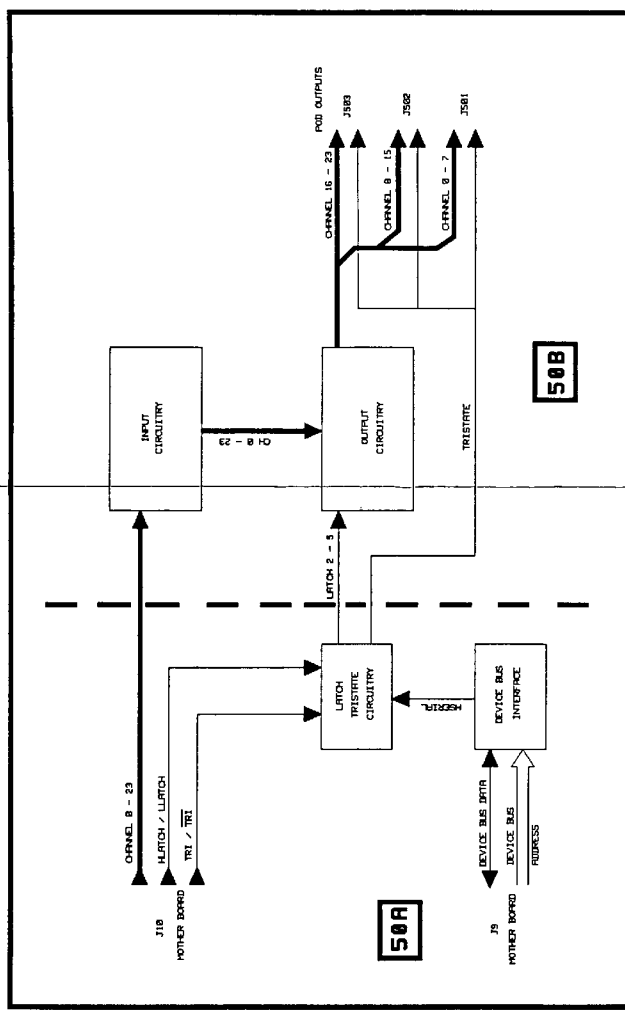 J10
MOTHER BOARD
CHANNEL 0 - 23
HLATCH / LLATCH
TRI / TRI
50A
J9
MOTHER BOARD
DEVICE BUS DATA
DEVICE BUS
ADDRESS
LATCH
TRISTATE
CIRCUITRY
HSERIAL
DEVICE BUS
INTERFACE
LATCH 2 - 5
INPUT
CIRCUITRY
CH 0 - 23
OUTPUT
CIRCUITRY
TRISTATE
50B
POD OUTPUTS
CHANNEL 16 - 23
J503
CHANNEL 8 - 15
J502
CHANNEL 0 - 7
J501